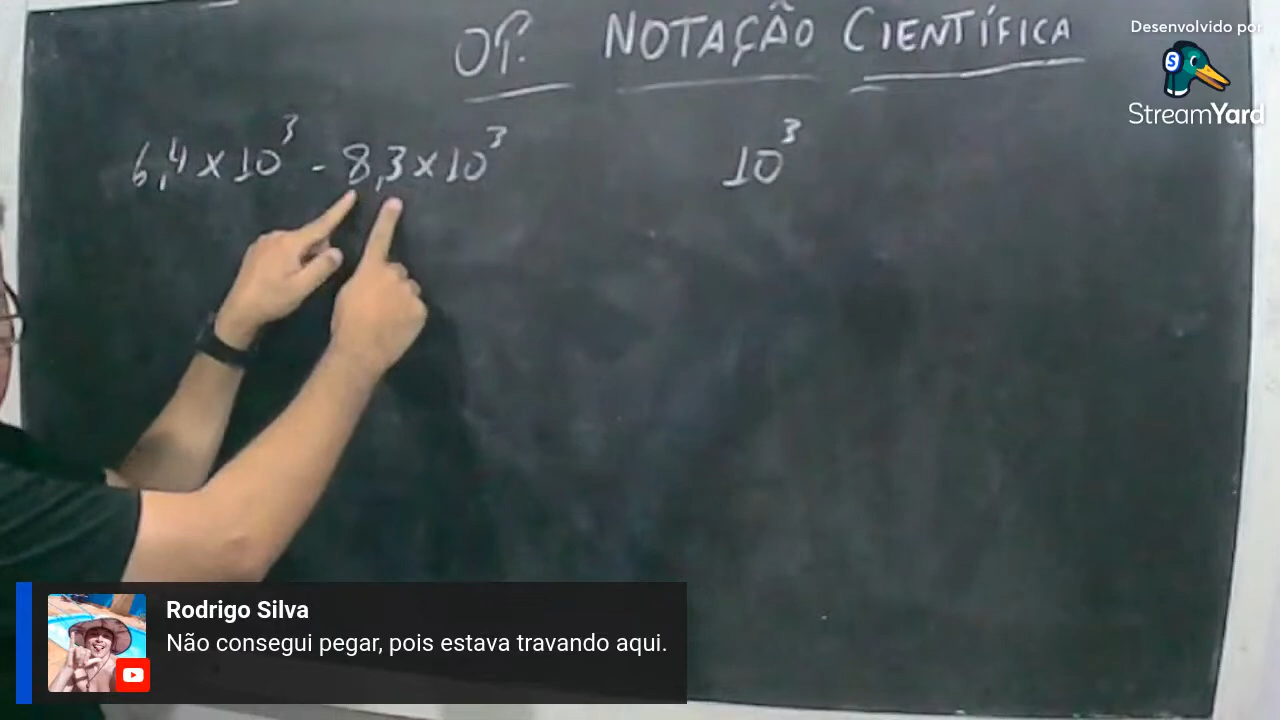 OP. NOTAÇÂO CIENTÍFICA
Desenvolvido por
StreamYard
6,4 x 10³ - 8,3 x 10³
10³
Rodrigo Silva
Não consegui pegar, pois estava travando aqui.